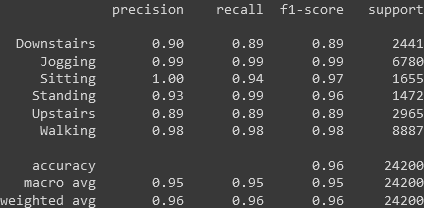 precision recall f1-score support
Downstairs 0.90 0.89 0.89 2441
Jogging 0.99 0.99 0.99 6780
Sitting 1.00 0.94 0.97 1655
Standing 0.93 0.99 0.96 1472
Upstairs 0.89 0.89 0.89 2965
Walking 0.98 0.98 0.98 8887
accuracy 0.96 24200
macro avg 0.95 0.95 0.95 24200
weighted avg 0.96 0.96 0.96 24200